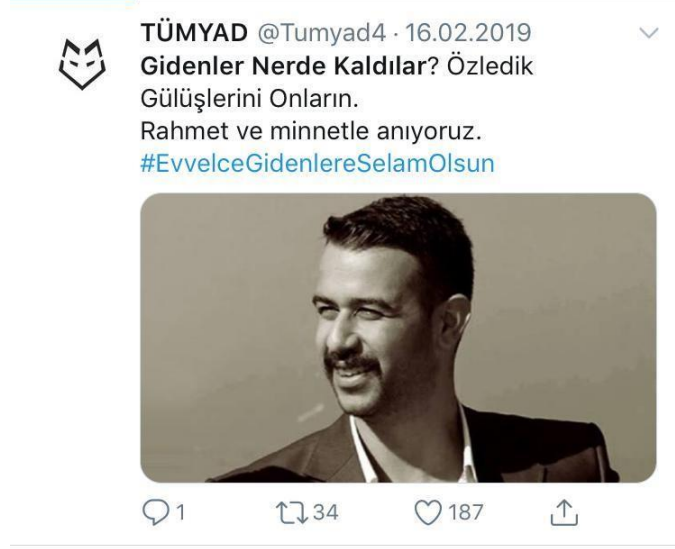 TÜMYAD @Tumyad4 · 16.02.2019
Gidenler Nerde Kaldılar? Özledik
Gülüşlerini Onların.
Rahmet ve minnetle anıyoruz.
#EvvelceGidenlereSelamOlsun
1 34 187